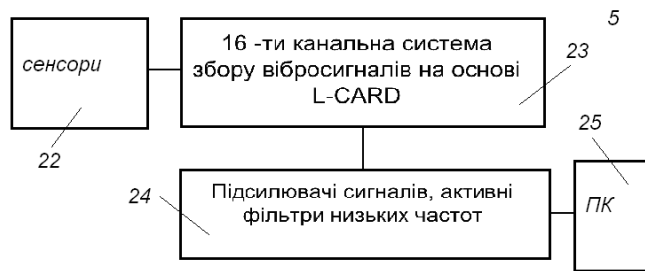 5
сенсори
16 -ти канальна система
збору вібросигналів на основі
L-CARD
23
22
25
24
Підсилювачі сигналів, активні
фільтри низьких частот
ПК